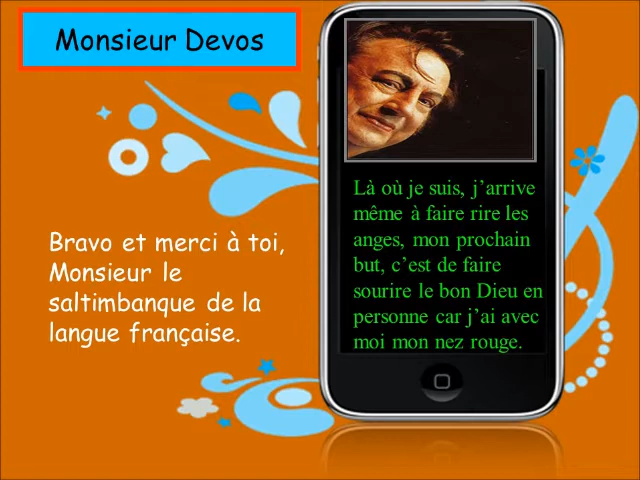 Monsieur Devos
Là où je suis, j’arrive
même à faire rire les
anges, mon prochain
but, c’est de faire
sourire le bon Dieu en
personne car j’ai avec
moi mon nez rouge.
Bravo et merci à toi,
Monsieur le
saltimbanque de la
langue française.